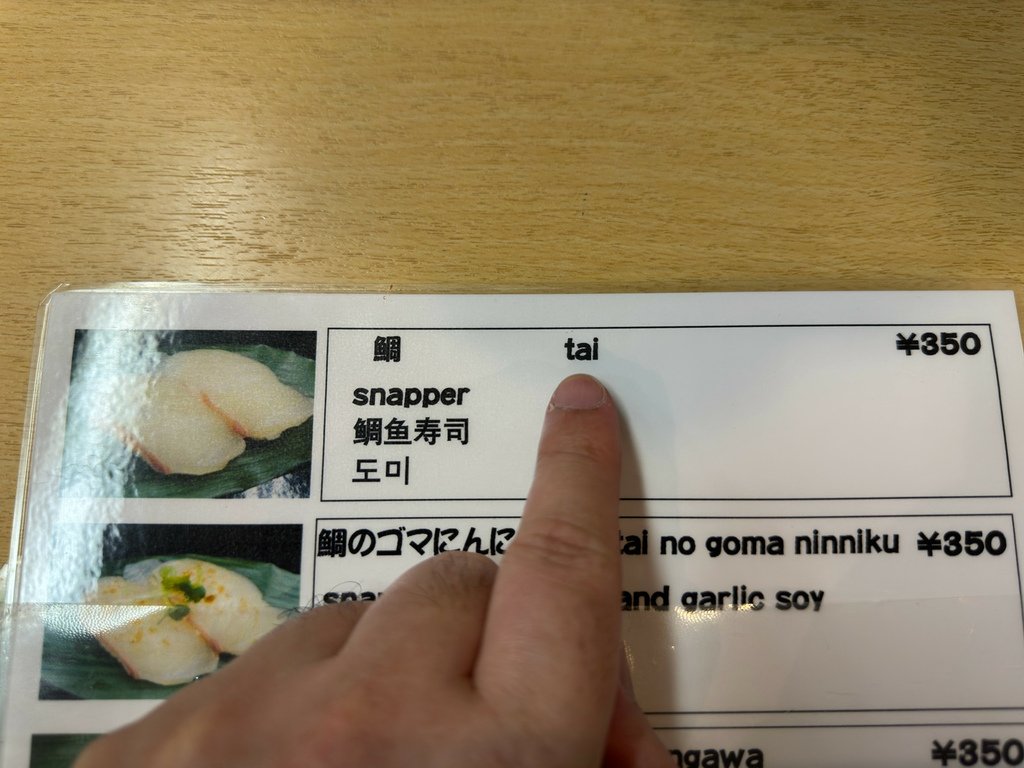 鯛 tai ¥350
snapper
鯛鱼寿司
도미
鯛のゴマにんに tai no goma ninniku ¥350
and garlic soy
¥350